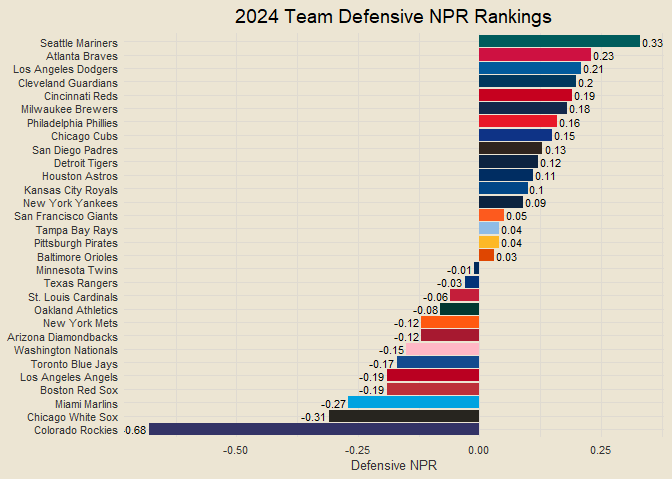 2024 Team Defensive NPR Rankings
Seattle Mariners 0.33
Atlanta Braves 0.23
Los Angeles Dodgers 0.21
Cleveland Guardians 0.2
Cincinnati Reds 0.19
Milwaukee Brewers 0.18
Philadelphia Phillies 0.16
Chicago Cubs 0.15
San Diego Padres 0.13
Detroit Tigers 0.12
Houston Astros 0.11
Kansas City Royals 0.1
New York Yankees 0.09
San Francisco Giants 0.05
Tampa Bay Rays 0.04
Pittsburgh Pirates 0.04
Baltimore Orioles 0.03
Minnesota Twins -0.01
Texas Rangers -0.03
St. Louis Cardinals -0.06
Oakland Athletics -0.08
New York Mets -0.12
Arizona Diamondbacks -0.12
Washington Nationals -0.15
Toronto Blue Jays -0.17
Los Angeles Angels -0.19
Boston Red Sox -0.19
Miami Marlins -0.27
Chicago White Sox -0.31
Colorado Rockies -0.68
-0.50 -0.25 0.00 0.25
Defensive NPR